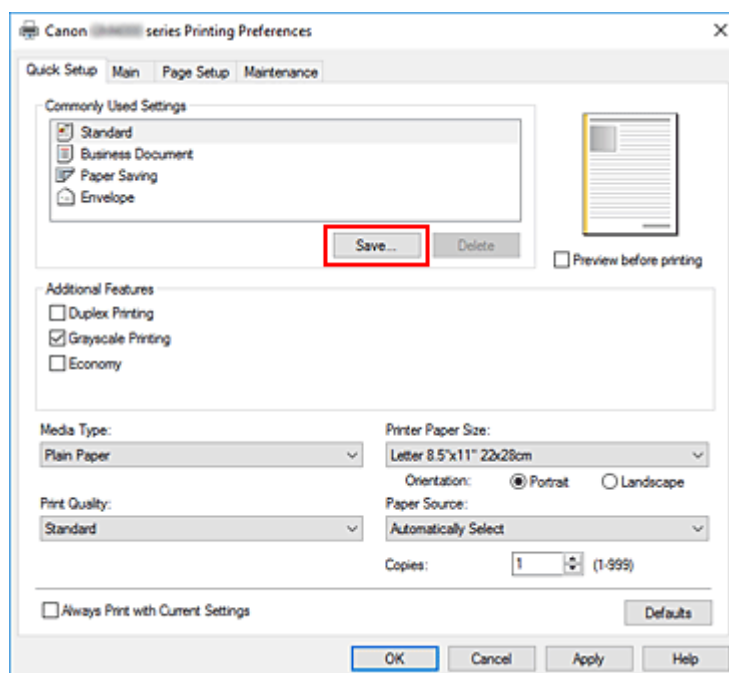 Canon series Printing Preferences
Quick Setup Main Page Setup Maintenance
Commonly Used Settings
Standard
Business Document
Paper Saving
Envelope
Save... Delete
Preview before printing
Additional Features
Duplex Printing
Grayscale Printing
Economy
Media Type:
Plain Paper
Printer Paper Size:
Letter 8.5"x11" 22x28cm
Orientation: Portrait Landscape
Print Quality:
Standard
Paper Source:
Automatically Select
Copies: 1 (1-999)
Always Print with Current Settings
Defaults
OK Cancel Apply Help